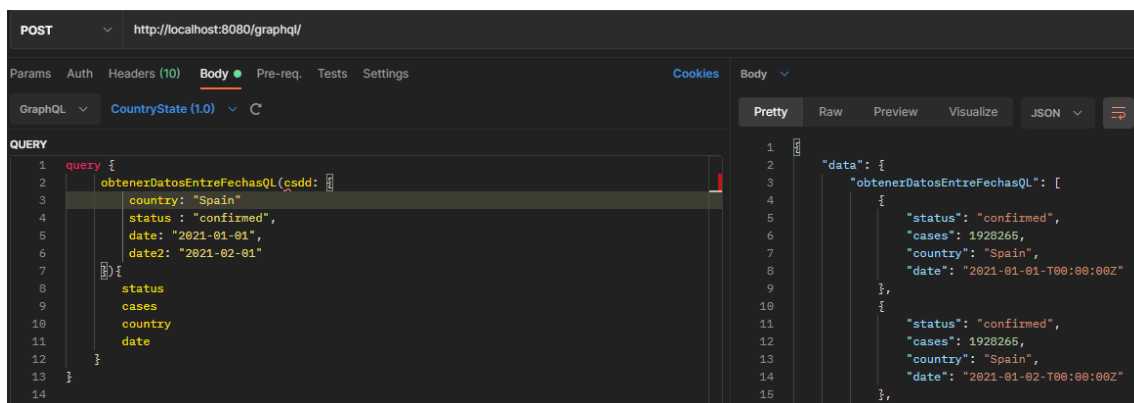 POST http://localhost:8080/graphql/
Params Auth Headers (10) Body Pre-req. Tests Settings Cookies
GraphQL CountryState (1.0)
QUERY
1 query {
2 obtenerDatosEntreFechasQL(csdd: {
3 country: "Spain"
4 status : "confirmed",
5 date: "2021-01-01",
6 date2: "2021-02-01"
7 }){
8 status
9 cases
10 country
11 date
12 }
13 }
14
Body
Pretty Raw Preview Visualize JSON
1 {
2 "data": {
3 "obtenerDatosEntreFechasQL": [
4 {
5 "status": "confirmed",
6 "cases": 1928265,
7 "country": "Spain",
8 "date": "2021-01-01-T00:00:00Z"
9 },
10 {
11 "status": "confirmed",
12 "cases": 1928265,
13 "country": "Spain",
14 "date": "2021-01-02-T00:00:00Z"
15 },